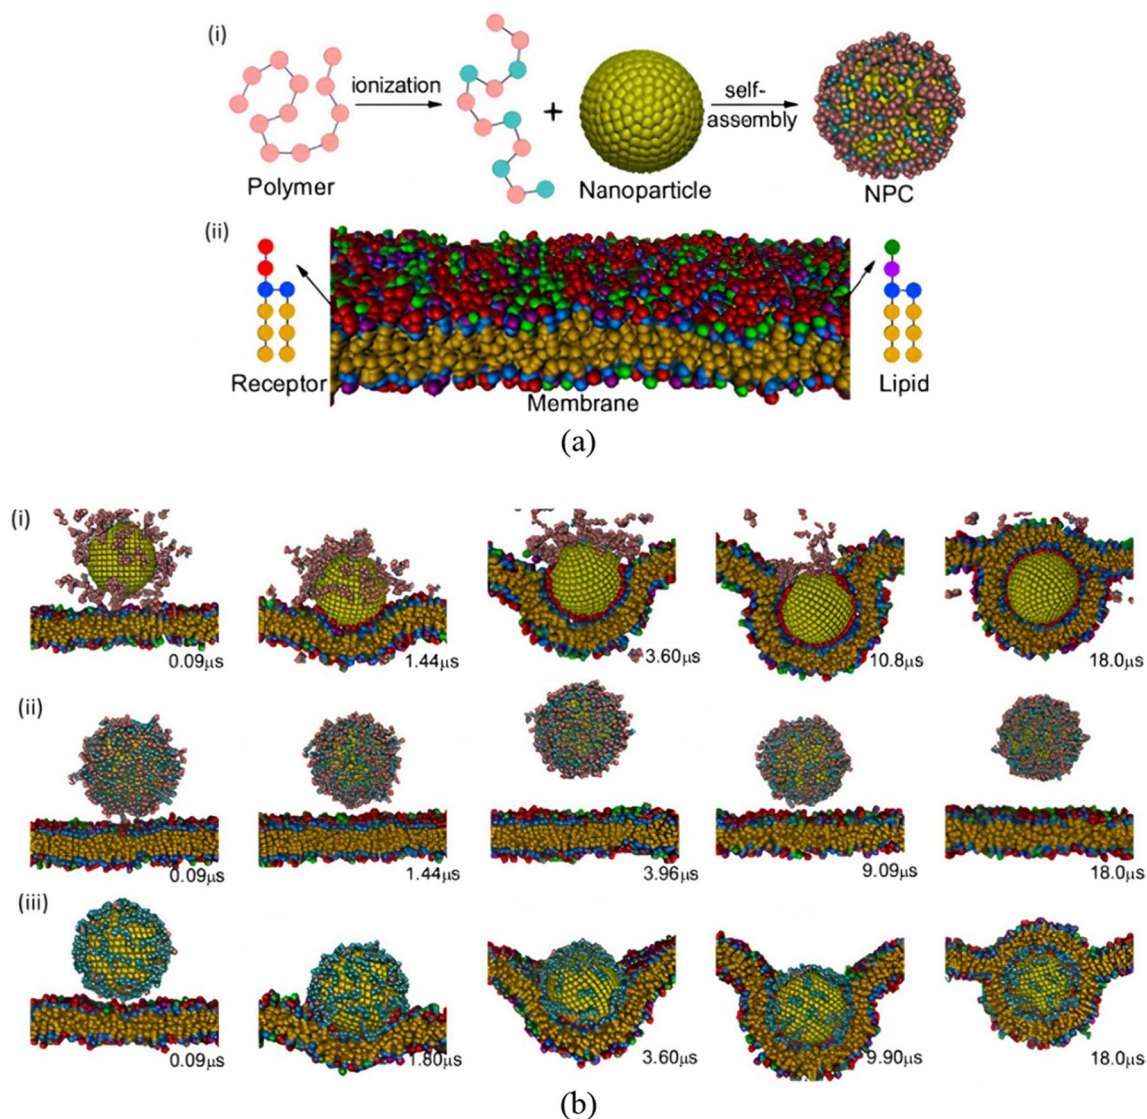 (i)
ionization
+
self-
assembly
Polymer
Nanoparticle
NPC
(ii)
Receptor
Membrane
Lipid
(a)
(i)
0.09μs
1.44μs
3.60μs
10.8μs
18.0μs
(ii)
0.09μs
1.44μs
3.96μs
9.09μs
18.0μs
(iii)
0.09μs
1.80μs
3.60μs
9.90μs
18.0μs
(b)